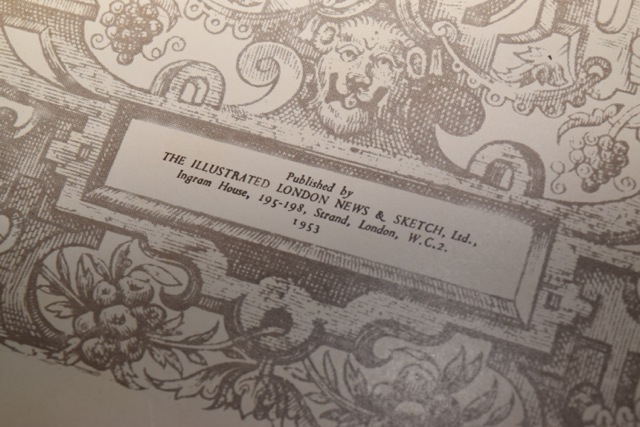 Published by
THE ILLUSTRATED LONDON NEWS & SKETCH, Ltd.,
Ingram House, 195-198, Strand, London, W.C.2.
1953